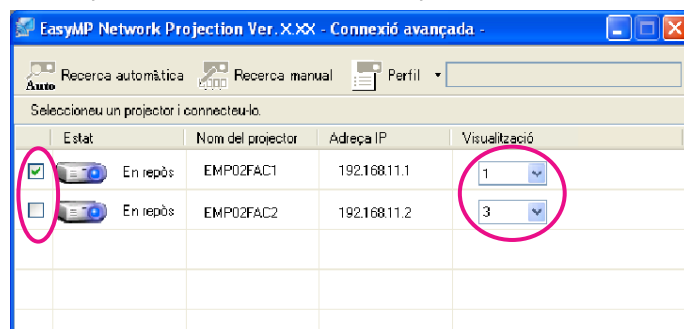 EasyMP Network Projection Ver. X.XX - Connexió avançada -
Auto Recerca automàtica Recerca manual Perfil
Seleccioneu un projector i connecteu-lo.
Estat Nom del projector Adreça IP Visualització
En repòs EMP02FAC1 192.168.11.1 1
En repòs EMP02FAC2 192.168.11.2 3